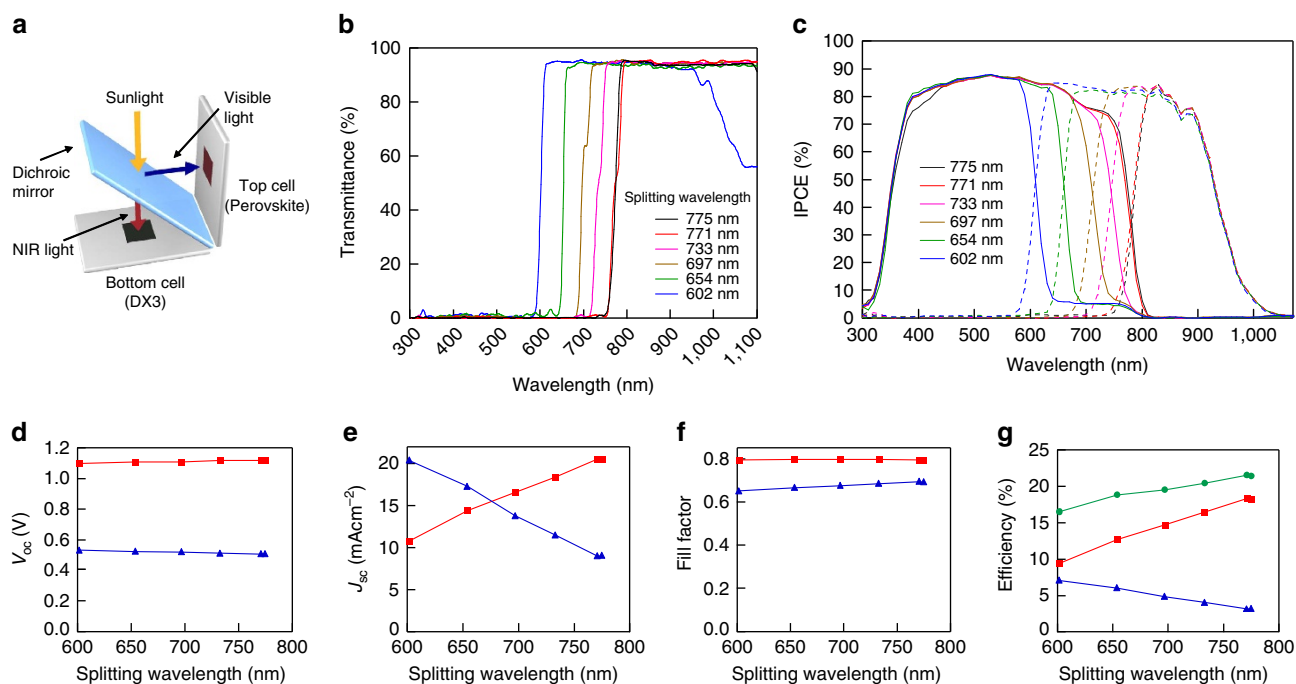 a
Sunlight
Visible
light
Dichroic
mirror
Top cell
(Perovskite)
NIR light
Bottom cell
(DX3)
b
100
80
60
40
20
0
Transmittance (%)
Splitting wavelength
775 nm
771 nm
733 nm
697 nm
654 nm
602 nm
300
400
500
600
700
800
900
1,000
1,100
Wavelength (nm)
c
100
90
80
70
60
50
40
30
20
10
0
IPCE (%)
775 nm
771 nm
733 nm
697 nm
654 nm
602 nm
300 400 500 600 700 800 900 1,000
Wavelength (nm)
d
1.2
1.0
0.8
0.6
0.4
0.2
0.0
Voc (V)
600 650 700 750 800
Splitting wavelength (nm)
e
20
15
10
5
0
Jsc (mAcm−2)
600 650 700 750 800
Splitting wavelength (nm)
f
0.8
0.6
0.4
0.2
0.0
Fill factor
600 650 700 750 800
Splitting wavelength (nm)
g
25
20
15
10
5
0
Efficiency (%)
600 650 700 750 800
Splitting wavelength (nm)